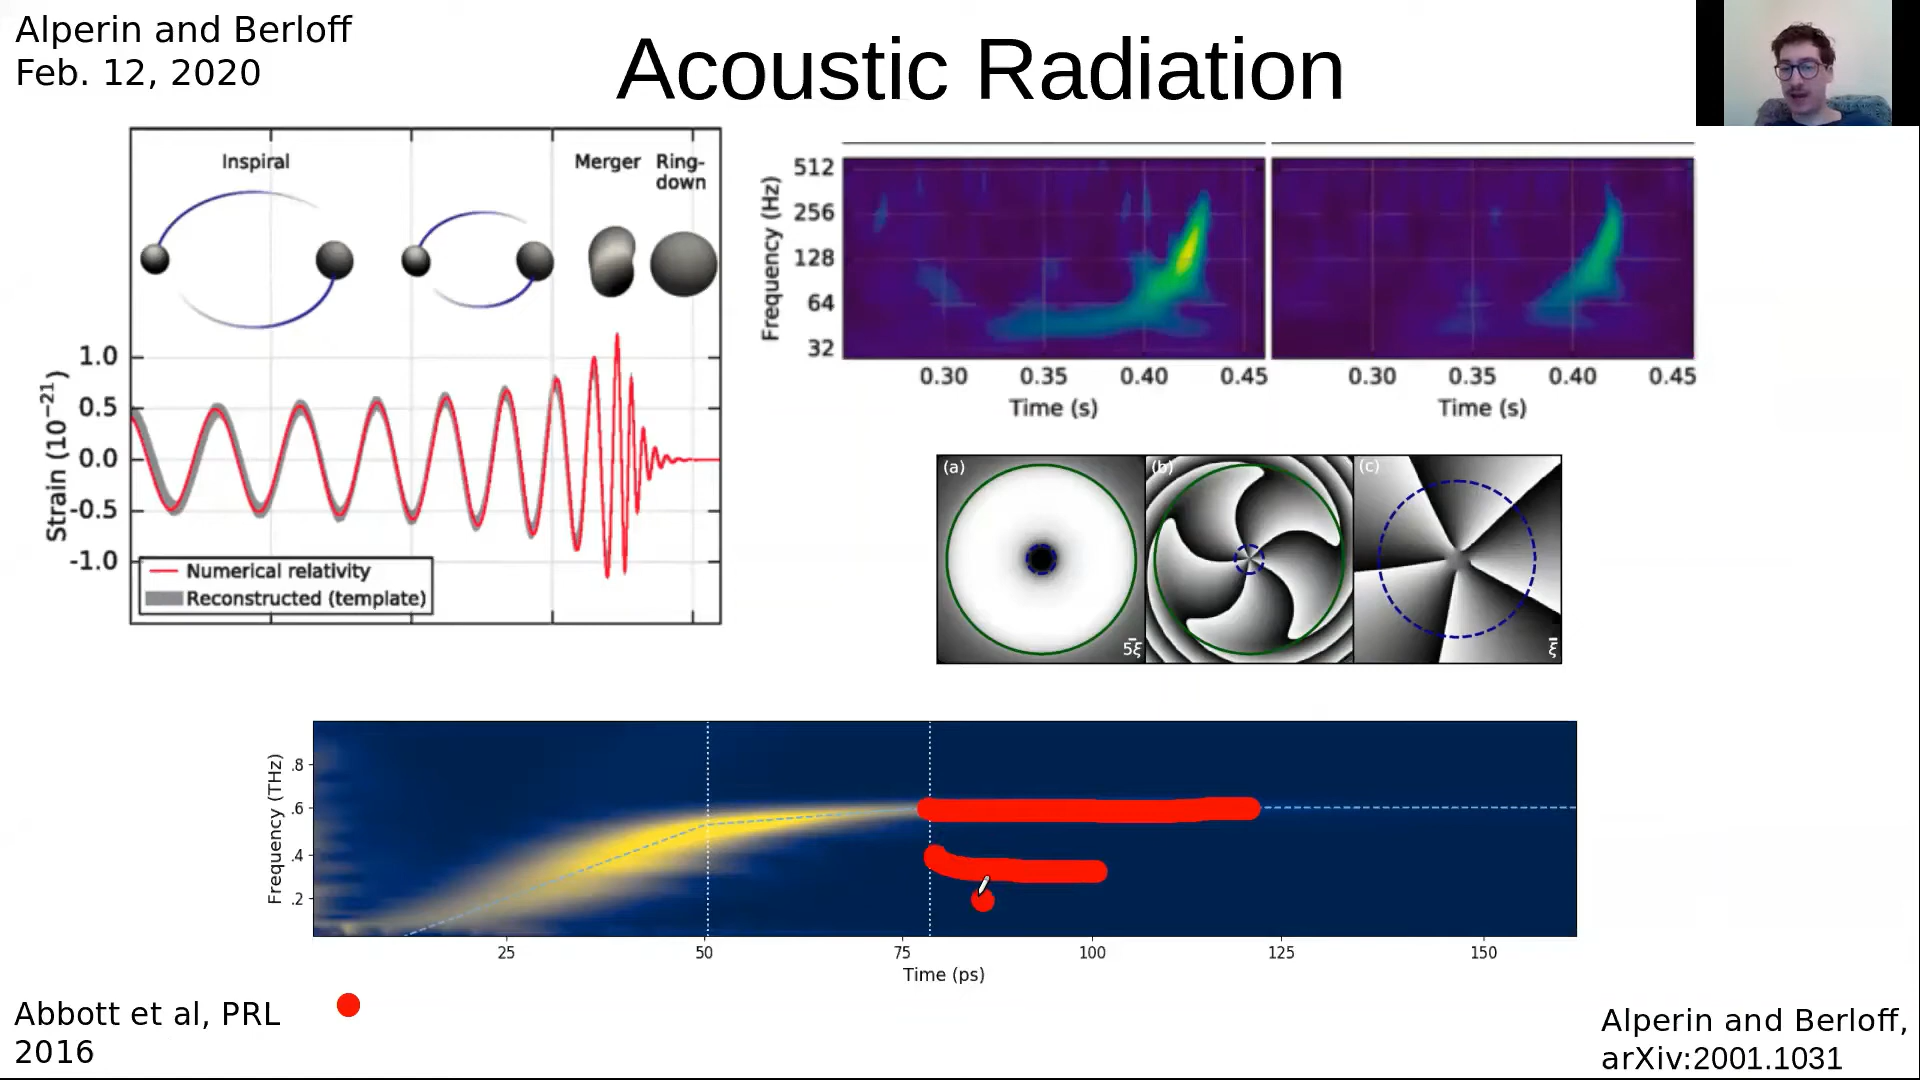 Alperin and Berloff
Feb. 12, 2020
Acoustic Radiation
Inspiral
Merger
Ring-
down
Strain (10⁻²¹)
1.0
0.5
0.0
-0.5
-1.0
Numerical relativity
Reconstructed (template)
Frequency (Hz)
512
256
128
64
32
0.30 0.35 0.40 0.45
Time (s)
0.30 0.35 0.40 0.45
Time (s)
(a)
5ξ
(b)
(c)
ξ
Frequency (THz)
.8
.6
.4
.2
25 50 75 100 125 150
Time (ps)
Abbott et al, PRL
2016
Alperin and Berloff,
arXiv:2001.1031